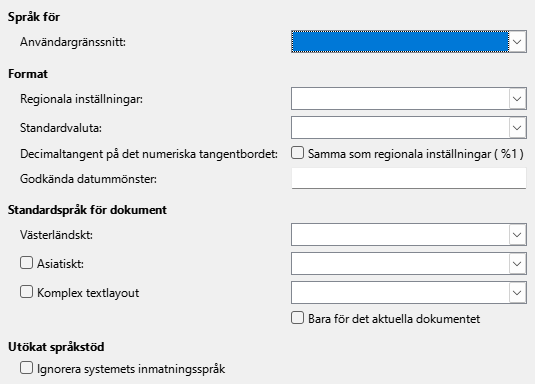 Språk för
Användargränssnitt:
Format
Regionala inställningar:
Standardvaluta:
Decimaltangent på det numeriska tangentbordet: Samma som regionala inställningar ( %1 )
Godkända datummönster:
Standardspråk för dokument
Västerländskt:
Asiatiskt:
Komplex textlayout
Bara för det aktuella dokumentet
Utökat språkstöd
Ignorera systemets inmatningsspråk